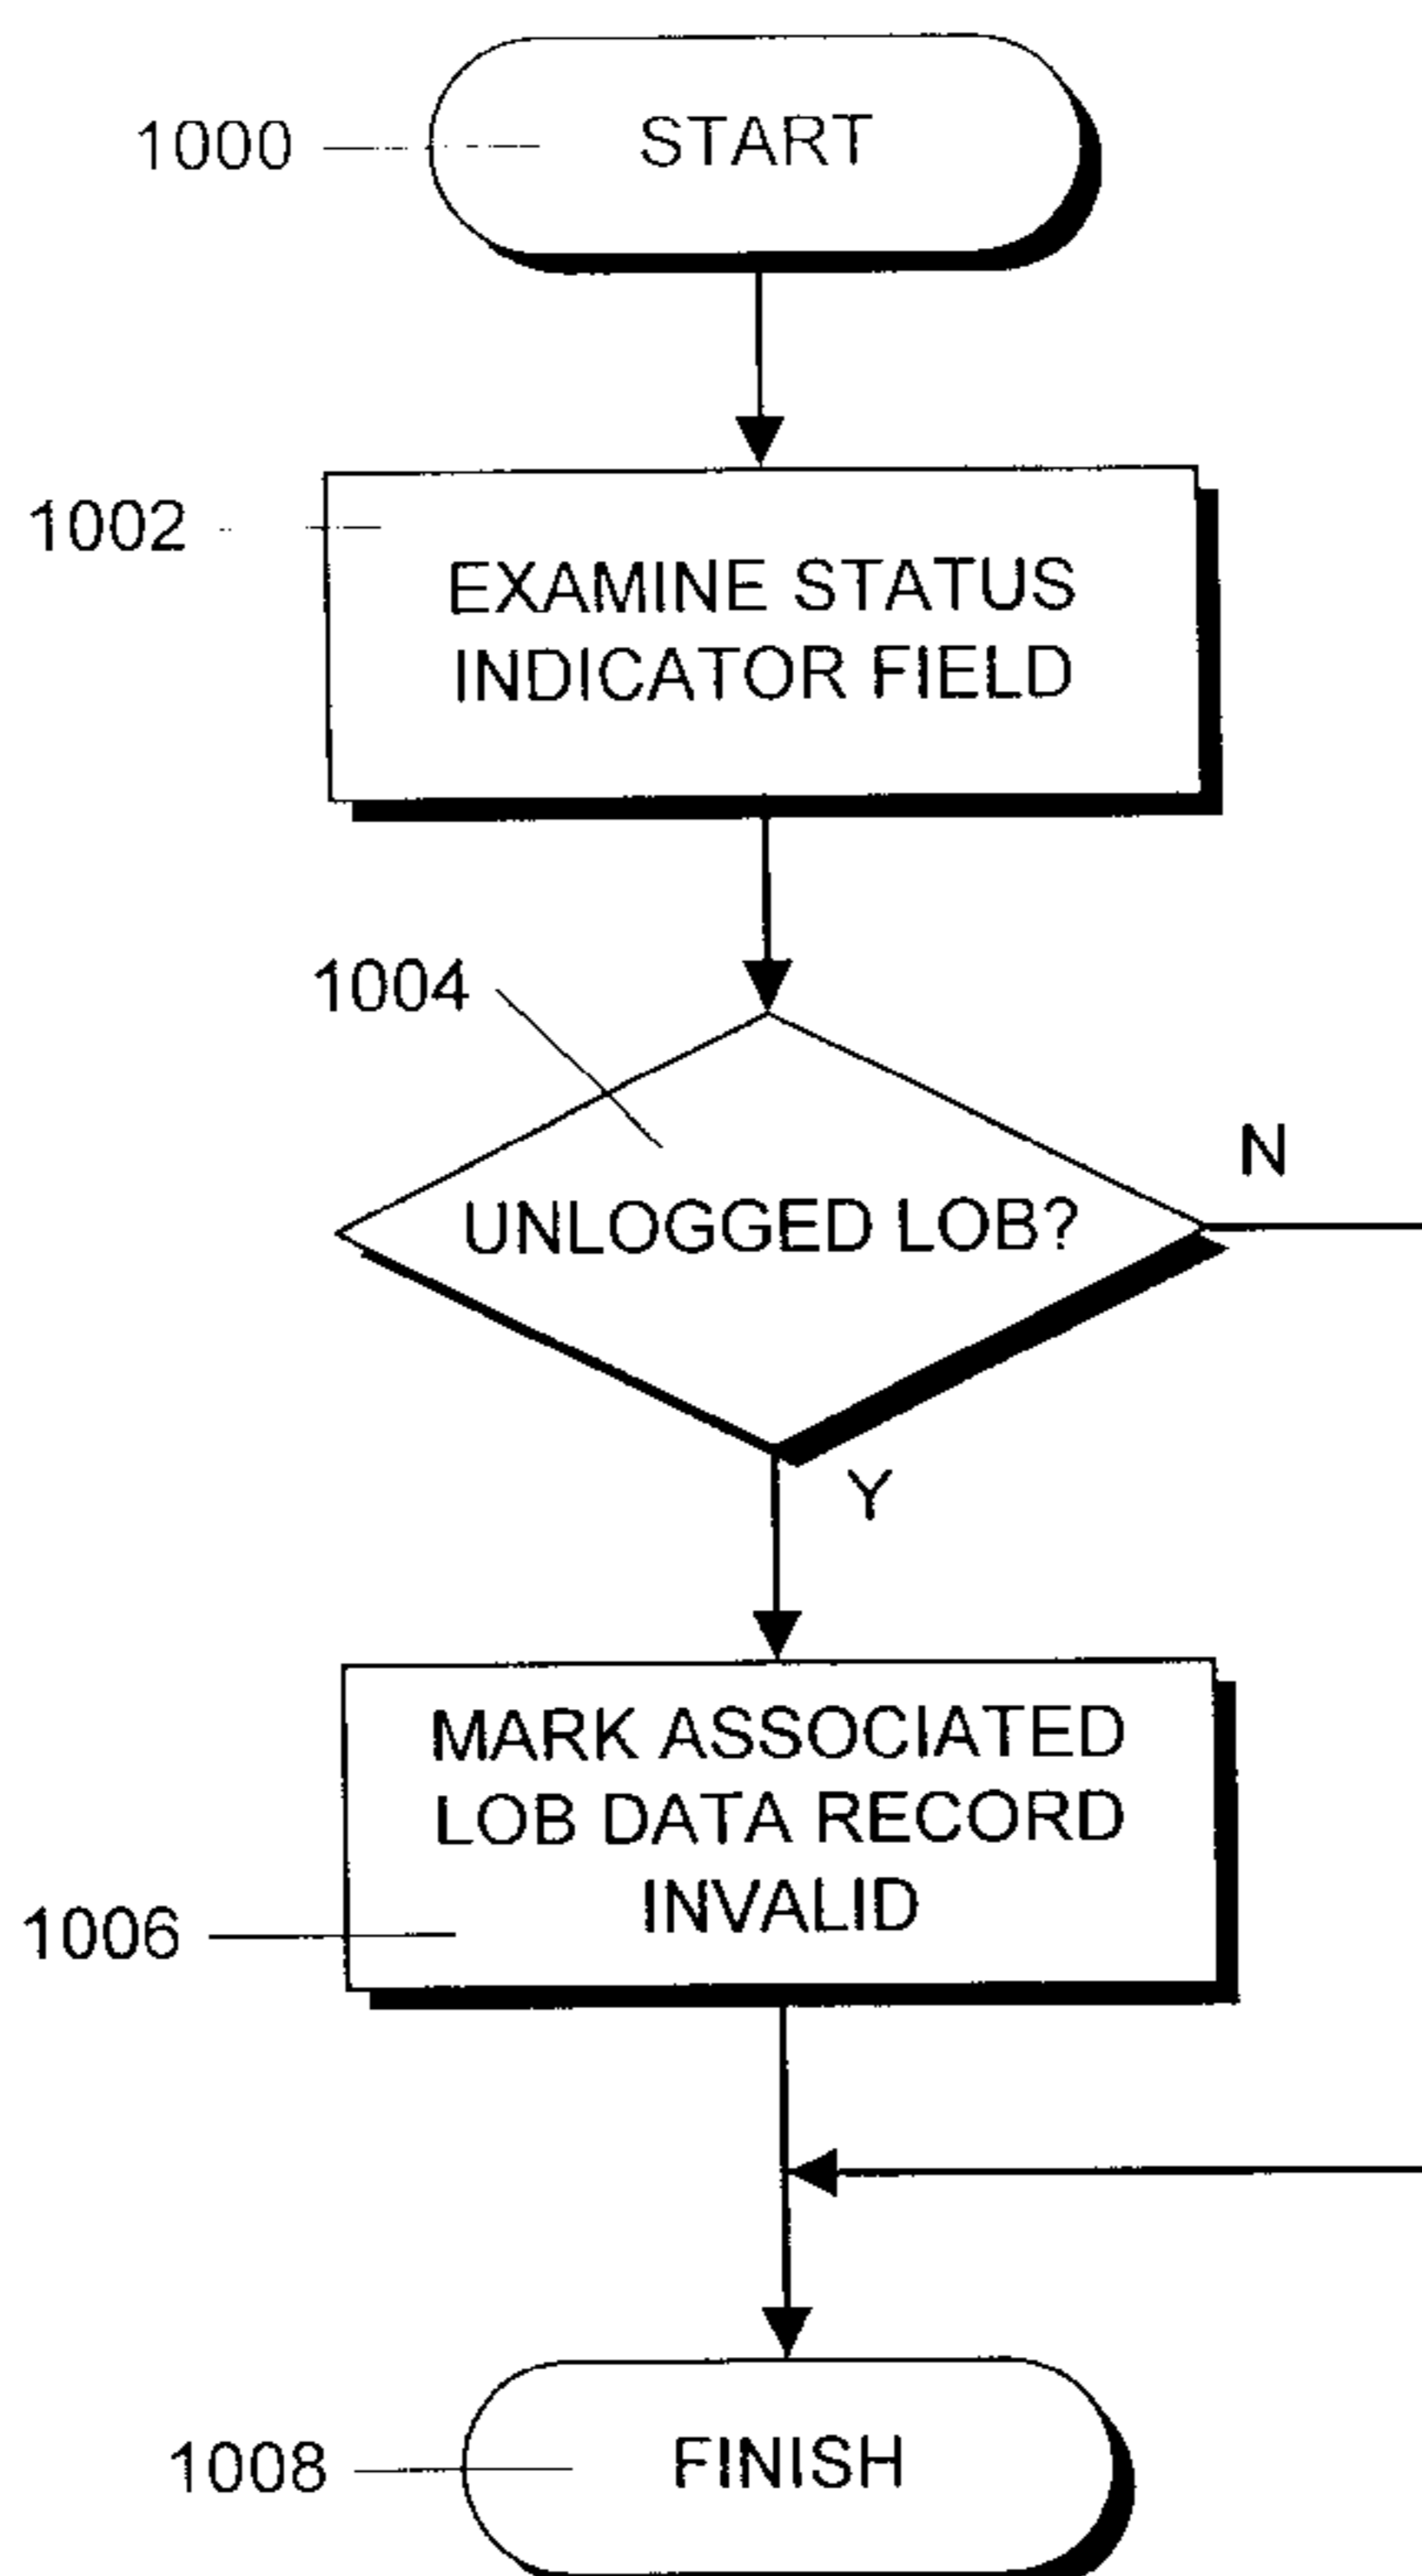 1000
START
1002
EXAMINE STATUS
INDICATOR FIELD
1004
N
UNLOGGED LOB?
Y
MARK ASSOCIATED
LOB DATA RECORD
INVALID
1006
1008
FINISH